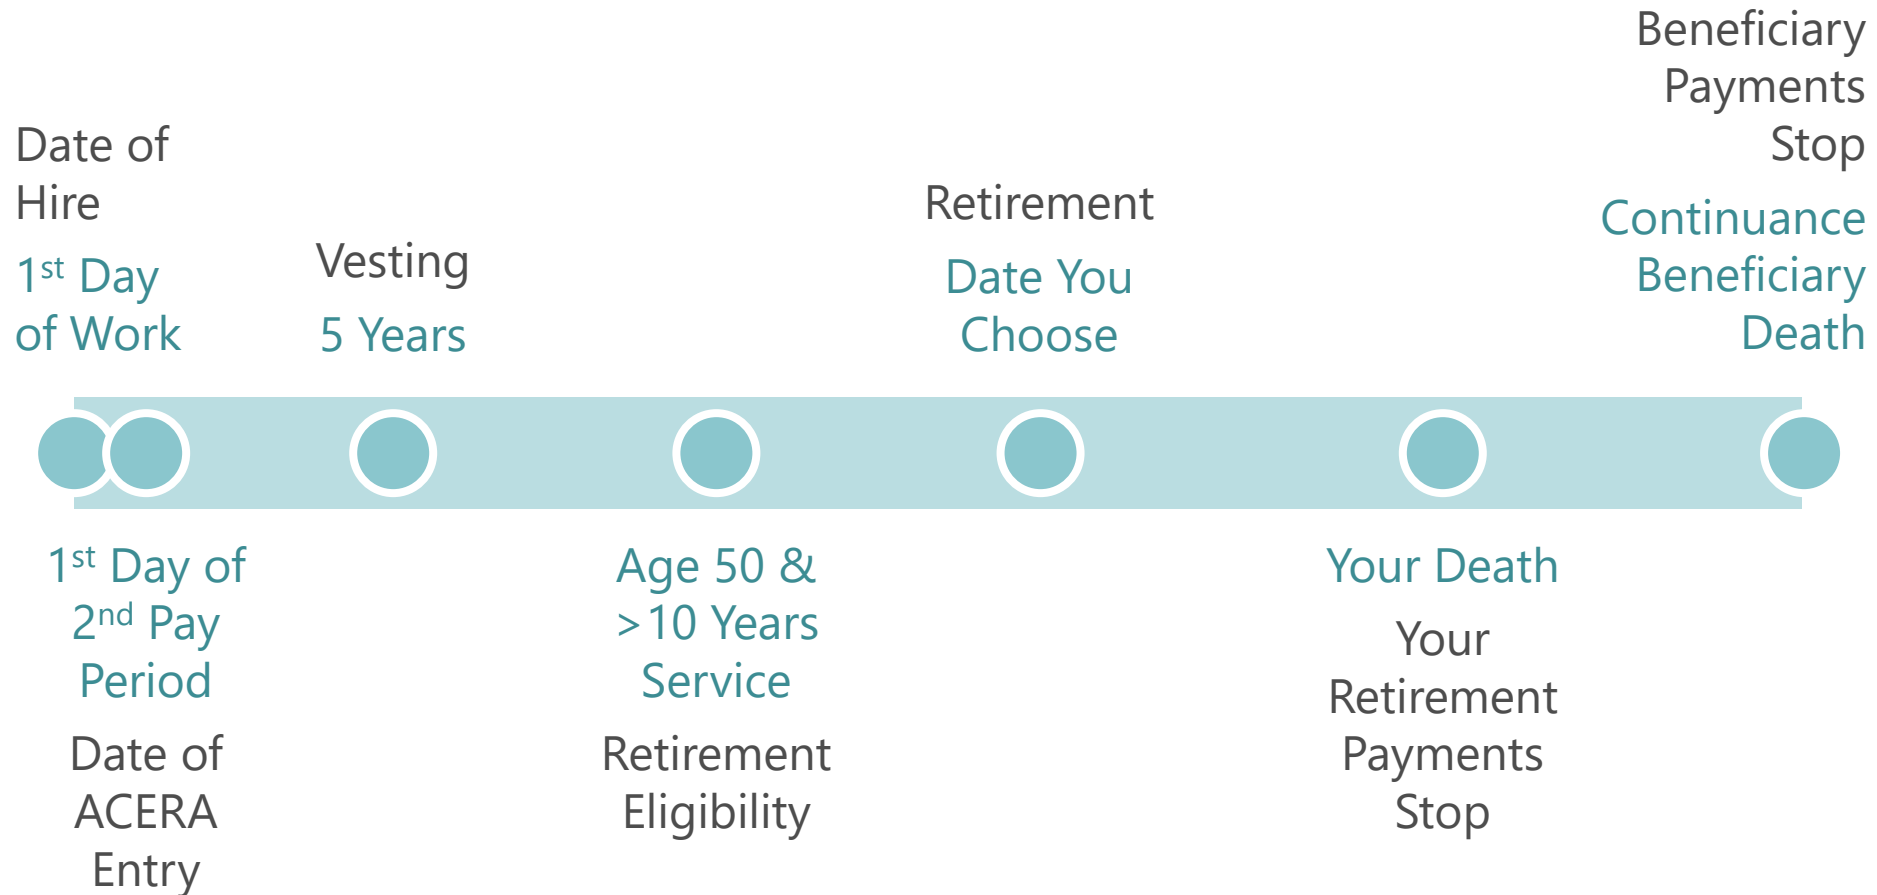 Date of
Hire
1st Day
of Work
Vesting
5 Years
Retirement
Date You
Choose
Beneficiary
Payments
Stop
Continuance
Beneficiary
Death
1st Day of
2nd Pay
Period
Date of
ACERA
Entry
Age 50 &
>10 Years
Service
Retirement
Eligibility
Your Death
Your
Retirement
Payments
Stop